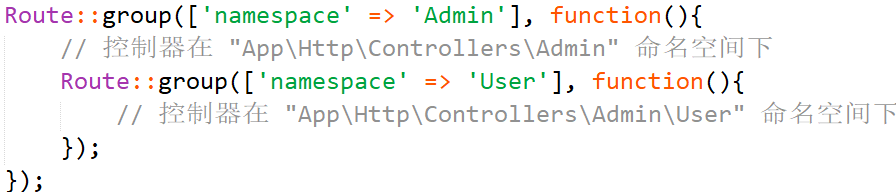 Route::group(['namespace' => 'Admin'], function(){
    // 控制器在 "App\Http\Controllers\Admin" 命名空间下
    Route::group(['namespace' => 'User'], function(){
        // 控制器在 "App\Http\Controllers\Admin\User" 命名空间下
    });
});